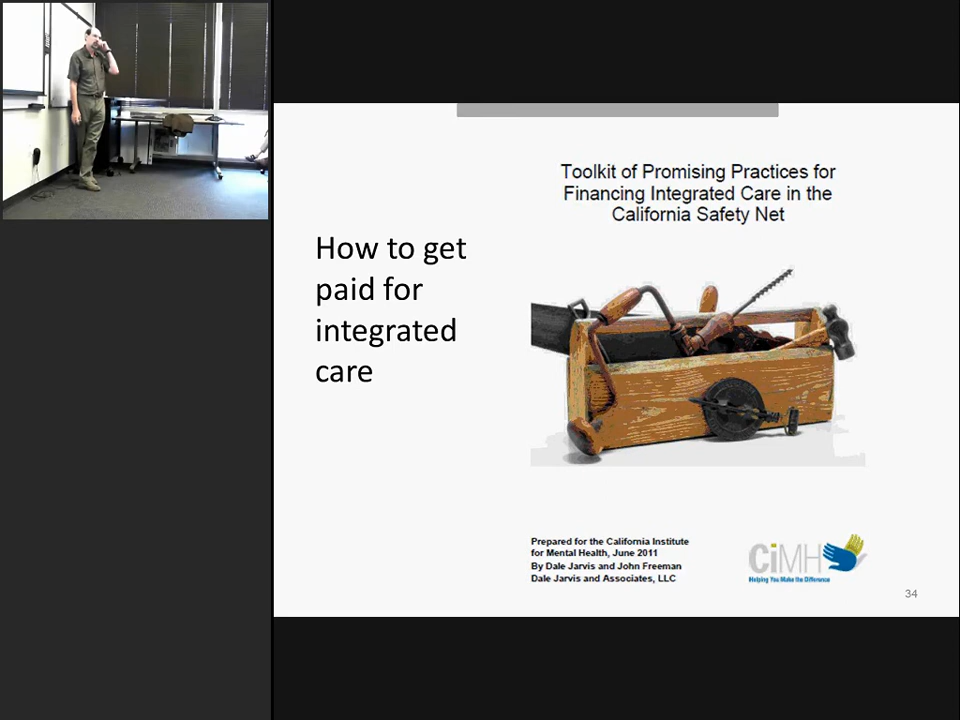 How to get
paid for
integrated
care
Toolkit of Promising Practices for
Financing Integrated Care in the
California Safety Net
Prepared for the California Institute
for Mental Health, June 2011
By Dale Jarvis and John Freeman
Dale Jarvis and Associates, LLC
CiMH
Helping You Make the Difference
34